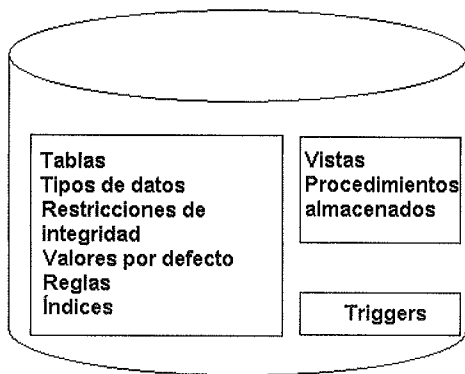 Tablas
Tipos de datos
Restricciones de
integridad
Valores por defecto
Reglas
Índices
Vistas
Procedimientos
almacenados
Triggers